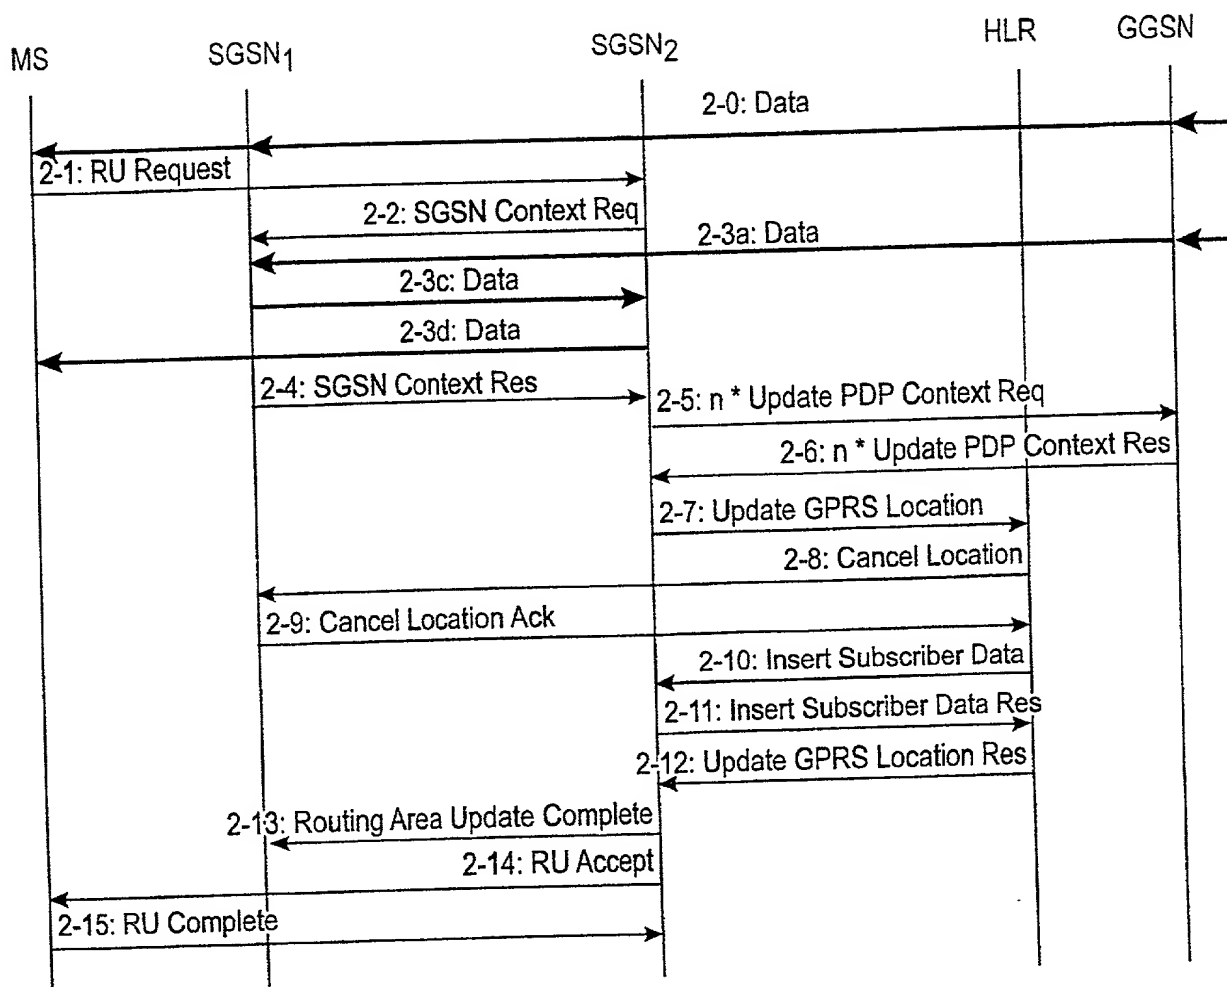 MS SGSN1 SGSN2 HLR GGSN
2-0: Data
2-1: RU Request
2-2: SGSN Context Req
2-3a: Data
2-3c: Data
2-3d: Data
2-4: SGSN Context Res
2-5: n * Update PDP Context Req
2-6: n * Update PDP Context Res
2-7: Update GPRS Location
2-8: Cancel Location
2-9: Cancel Location Ack
2-10: Insert Subscriber Data
2-11: Insert Subscriber Data Res
2-12: Update GPRS Location Res
2-13: Routing Area Update Complete
2-14: RU Accept
2-15: RU Complete